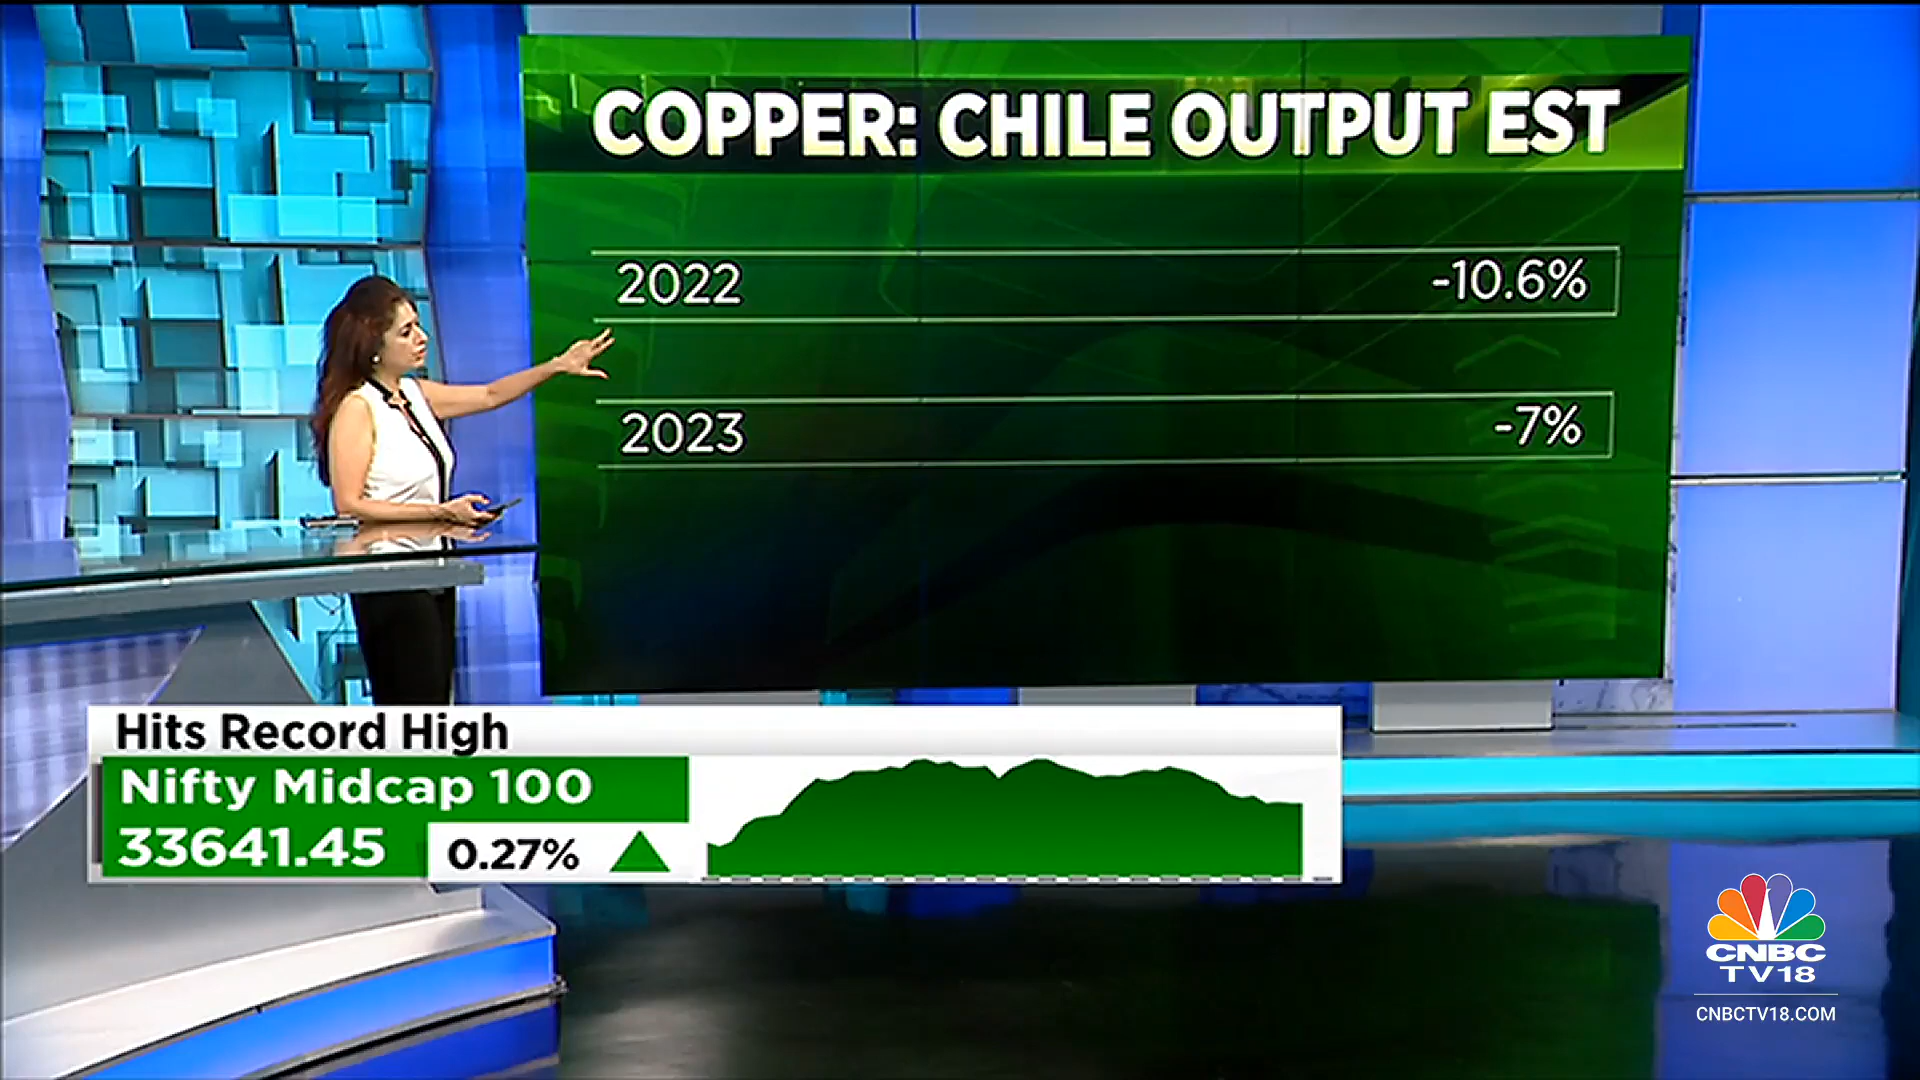 COPPER: CHILE OUTPUT EST
2022 -10.6%
2023 -7%
Hits Record High
Nifty Midcap 100
33641.45 0.27%
CNBC
TV18
CNBCTV18.COM